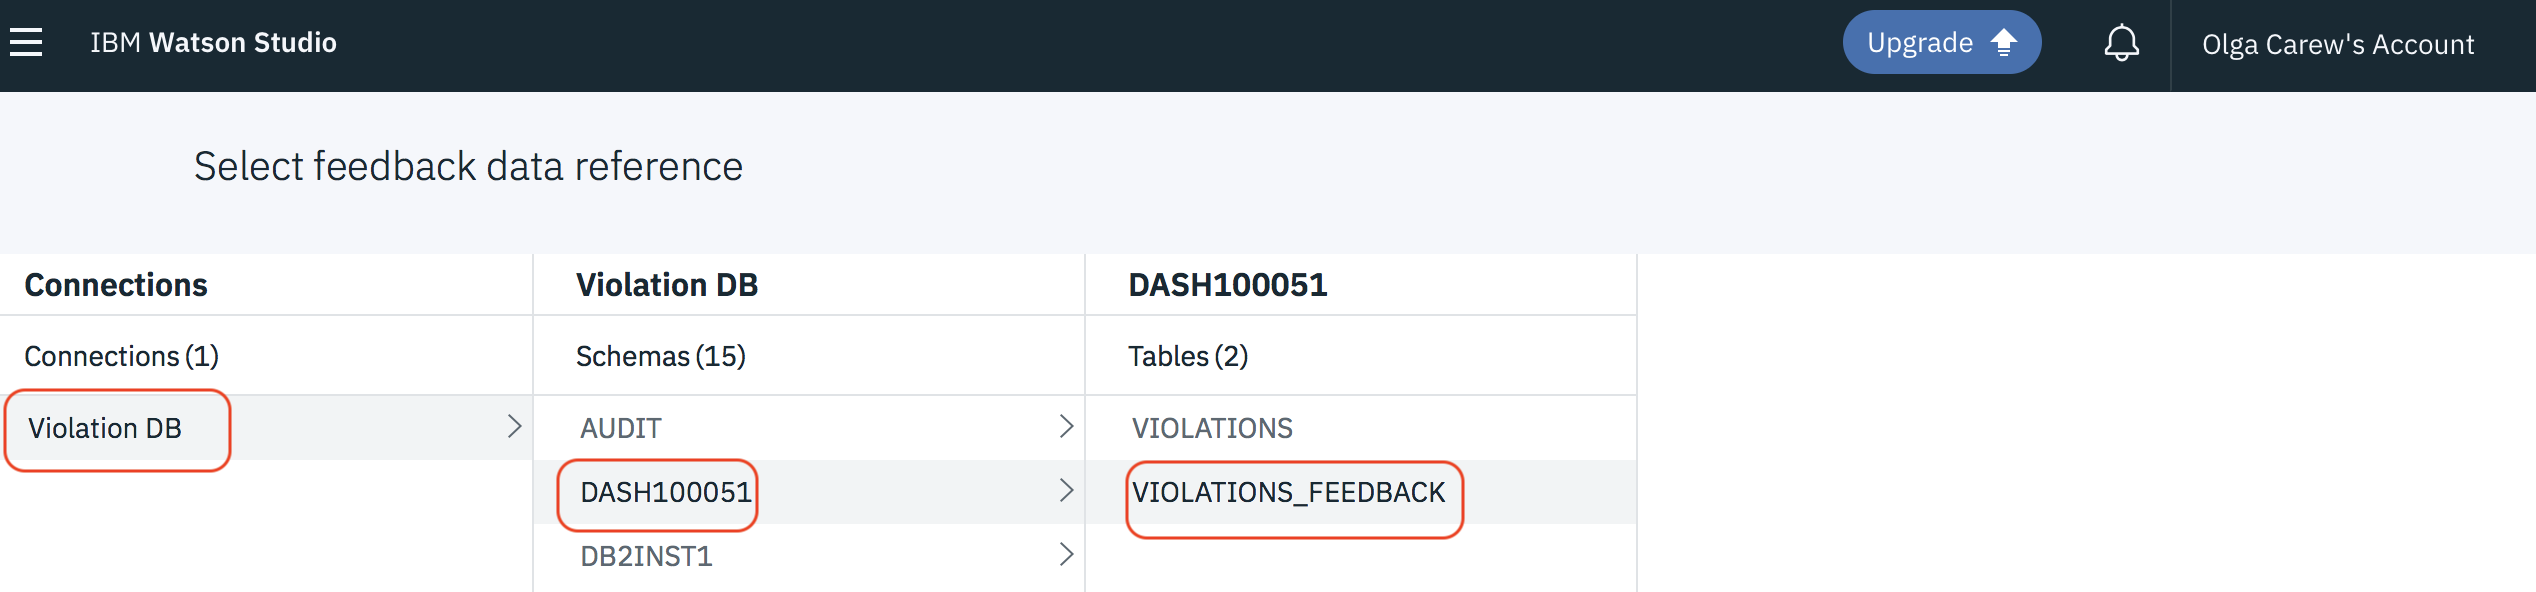 IBM Watson Studio
Upgrade
Olga Carew's Account
Select feedback data reference
Connections
Violation DB
DASH100051
Connections (1)
Schemas (15)
Tables (2)
Violation DB
AUDIT
VIOLATIONS
DASH100051
VIOLATIONS_FEEDBACK
DB2INST1